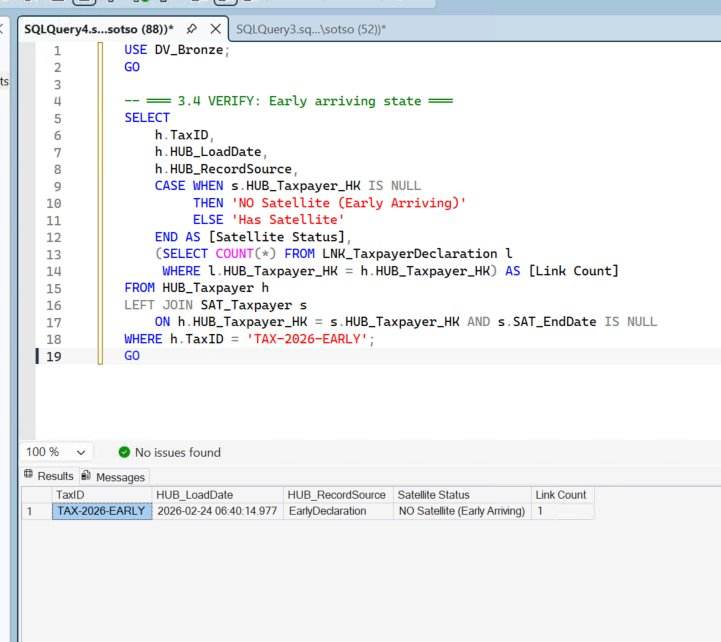 SQLQuery4.s...sotso (88))*
SQLQuery3.sq...\sotso (52))*
ts
1 USE DV_Bronze;
2 GO
3
4 -- === 3.4 VERIFY: Early arriving state ===
5 SELECT
6 h.TaxID,
7 h.HUB_LoadDate,
8 h.HUB_RecordSource,
9 CASE WHEN s.HUB_Taxpayer_HK IS NULL
10 THEN 'NO Satellite (Early Arriving)'
11 ELSE 'Has Satellite'
12 END AS [Satellite Status],
13 (SELECT COUNT(*) FROM LNK_TaxpayerDeclaration l
14 WHERE l.HUB_Taxpayer_HK = h.HUB_Taxpayer_HK) AS [Link Count]
15 FROM HUB_Taxpayer h
16 LEFT JOIN SAT_Taxpayer s
17 ON h.HUB_Taxpayer_HK = s.HUB_Taxpayer_HK AND s.SAT_EndDate IS NULL
18 WHERE h.TaxID = 'TAX-2026-EARLY';
19 GO
100 % No issues found
Results Messages
TaxID HUB_LoadDate HUB_RecordSource Satellite Status Link Count
1 TAX-2026-EARLY 2026-02-24 06:40:14.977 EarlyDeclaration NO Satellite (Early Arriving) 1